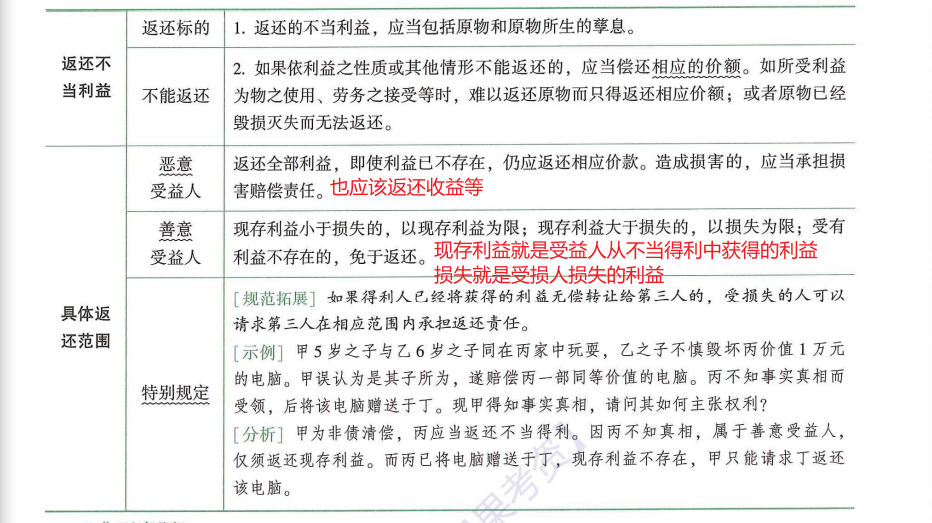 返还不
当利益
返还标的
1. 返还的不当利益，应当包括原物和原物所生的孳息。
不能返还
2. 如果依利益之性质或其他情形不能返还的，应当偿还相应的价额。如所受利益
为物之使用、劳务之接受等时，难以返还原物而只得返还相应价额；或者原物已经
毁损灭失而无法返还。
具体返
还范围
恶意
受益人
返还全部利益，即使利益已不存在，仍应返还相应价款。造成损害的，应当承担损
害赔偿责任。也应该返还收益等
善意
受益人
现存利益小于损失的，以现存利益为限；现存利益大于损失的，以损失为限；受有
利益不存在的，免于返还。现存利益就是受益人从不当得利中获得的利益
损失就是受损人损失的利益
特别规定
[规范拓展] 如果得利人已经将获得的利益无偿转让给第三人的，受损失的人可以
请求第三人在相应范围内承担返还责任。
[示例] 甲5岁之子与乙6岁之子同在丙家中玩耍，乙之子不慎毁坏丙价值1万元
的电脑。甲误认为是其子所为，遂赔偿丙一部同等价值的电脑。丙不知事实真相而
受领，后将该电脑赠送于丁。现甲得知事实真相，请问其如何主张权利？
[分析] 甲为非债清偿，丙应当返还不当得利。因丙不知真相，属于善意受益人，
仅须返还现存利益。而丙已将电脑赠送于丁，现存利益不存在，甲只能请求丁返还
该电脑。
果考资】